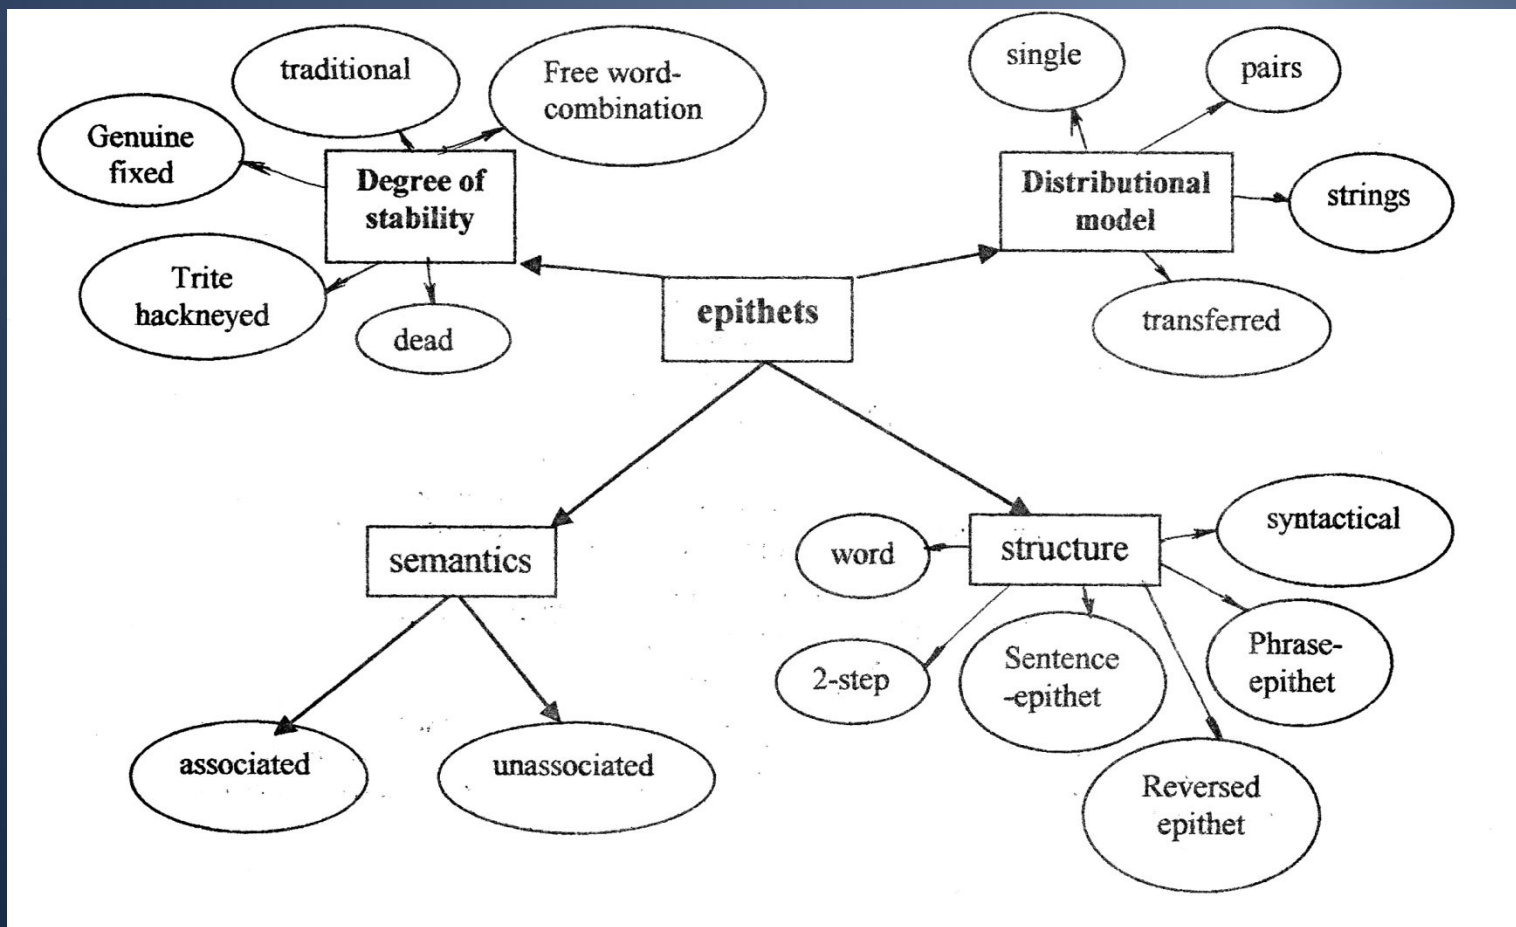 traditional
Free word-
combination
Genuine
fixed
Degree of
stability
Trite
hackneyed
dead
single
pairs
Distributional
model
strings
transferred
epithets
semantics
associated
unassociated
structure
word
syntactical
2-step
Sentence
-epithet
Phrase-
epithet
Reversed
epithet